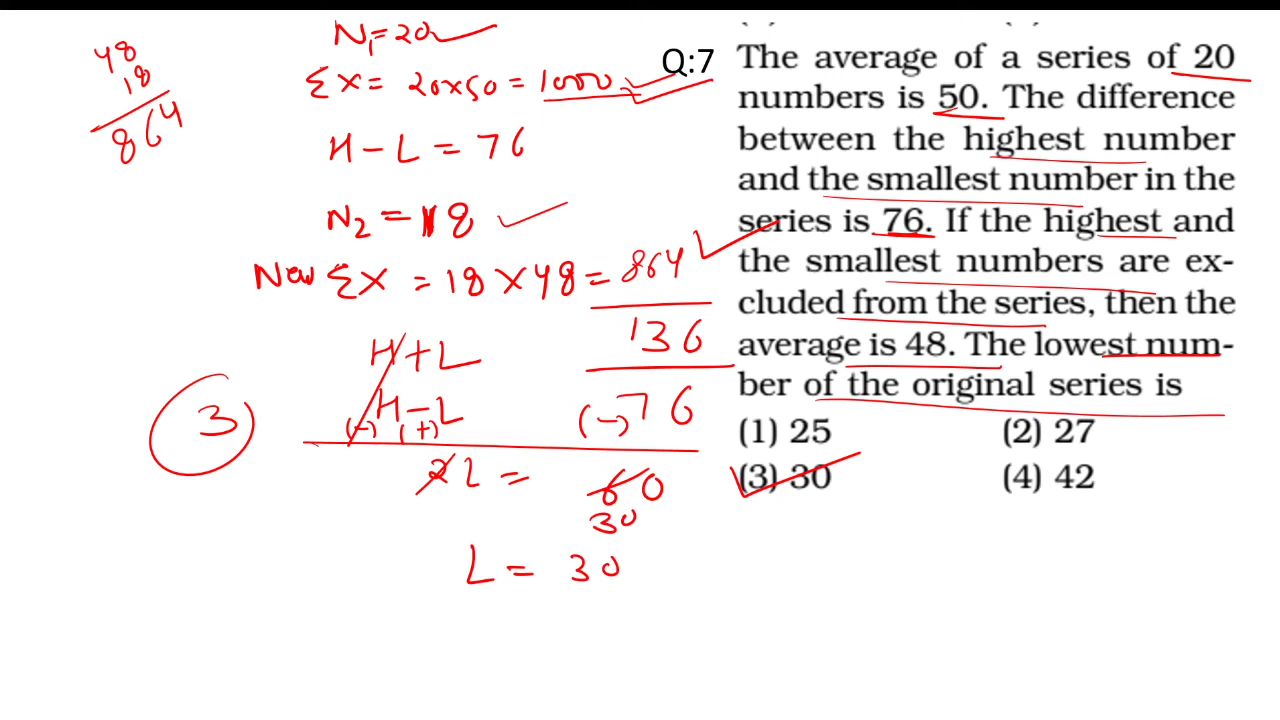 48
18
864
N₁=20
ΣX = 20×50 = 1000
H-L = 76
N₂ = 18
New ΣX = 18×48 = 864
136
H+L
H-L (-)76
(-) (+)
2L = 60
30
L = 30
3
Q:7
The average of a series of 20
numbers is 50. The difference
between the highest number
and the smallest number in the
series is 76. If the highest and
the smallest numbers are ex-
cluded from the series, then the
average is 48. The lowest num-
ber of the original series is
(1) 25 (2) 27
(3) 30 (4) 42